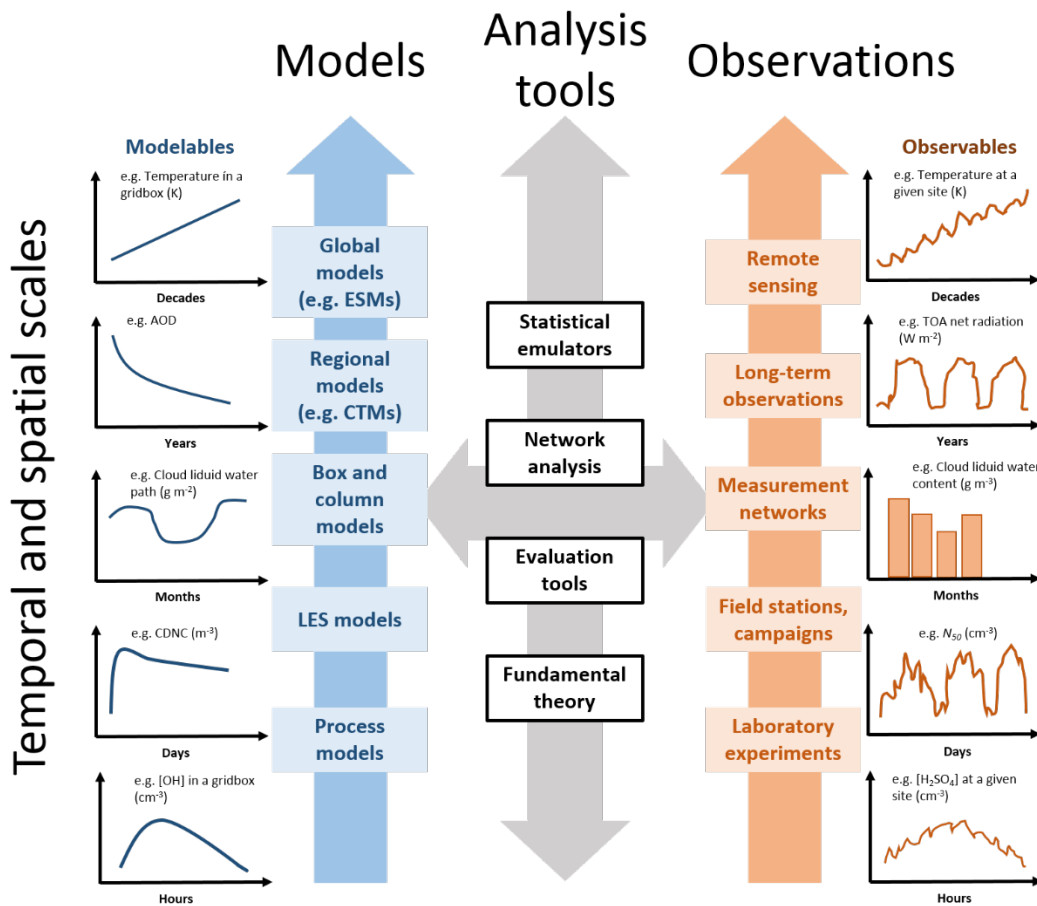 Models
Analysis
tools
Observations
Temporal and spatial scales
Modelables
e.g. Temperature in a
gridbox (K)
Decades
e.g. AOD
Years
e.g. Cloud liduid water
path (g m-2)
Months
e.g. CDNC (m-3)
Days
e.g. [OH] in a gridbox
(cm-3)
Hours
Global
models
(e.g. ESMs)
Regional
models
(e.g. CTMs)
Box and
column
models
LES models
Process
models
Statistical
emulators
Network
analysis
Evaluation
tools
Fundamental
theory
Remote
sensing
Long-term
observations
Measurement
networks
Field stations,
campaigns
Laboratory
experiments
Observables
e.g. Temperature at a
given site (K)
Decades
e.g. TOA net radiation
(W m-2)
Years
e.g. Cloud liduid water
content (g m-3)
Months
e.g. N50 (cm-3)
Days
e.g. [H2SO4] at a given
site (cm-3)
Hours